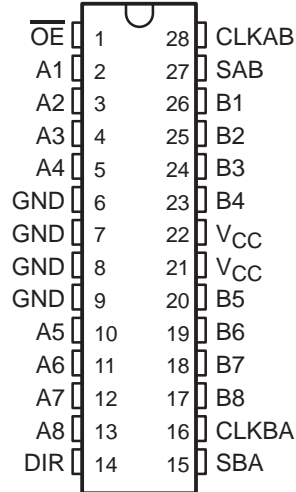 O̅E̅ 1 28 CLKAB
A1 2 27 SAB
A2 3 26 B1
A3 4 25 B2
A4 5 24 B3
GND 6 23 B4
GND 7 22 VCC
GND 8 21 VCC
GND 9 20 B5
A5 10 19 B6
A6 11 18 B7
A7 12 17 B8
A8 13 16 CLKBA
DIR 14 15 SBA